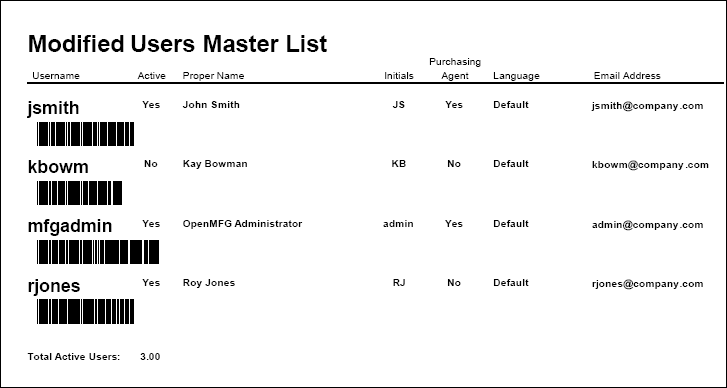 Modified Users Master List
Username Active Proper Name Initials Purchasing Agent Language Email Address
jsmith Yes John Smith JS Yes Default jsmith@company.com
kbowm No Kay Bowman KB No Default kbowm@company.com
mfgadmin Yes OpenMFG Administrator admin Yes Default admin@company.com
rjones Yes Roy Jones RJ No Default rjones@company.com
Total Active Users: 3.00